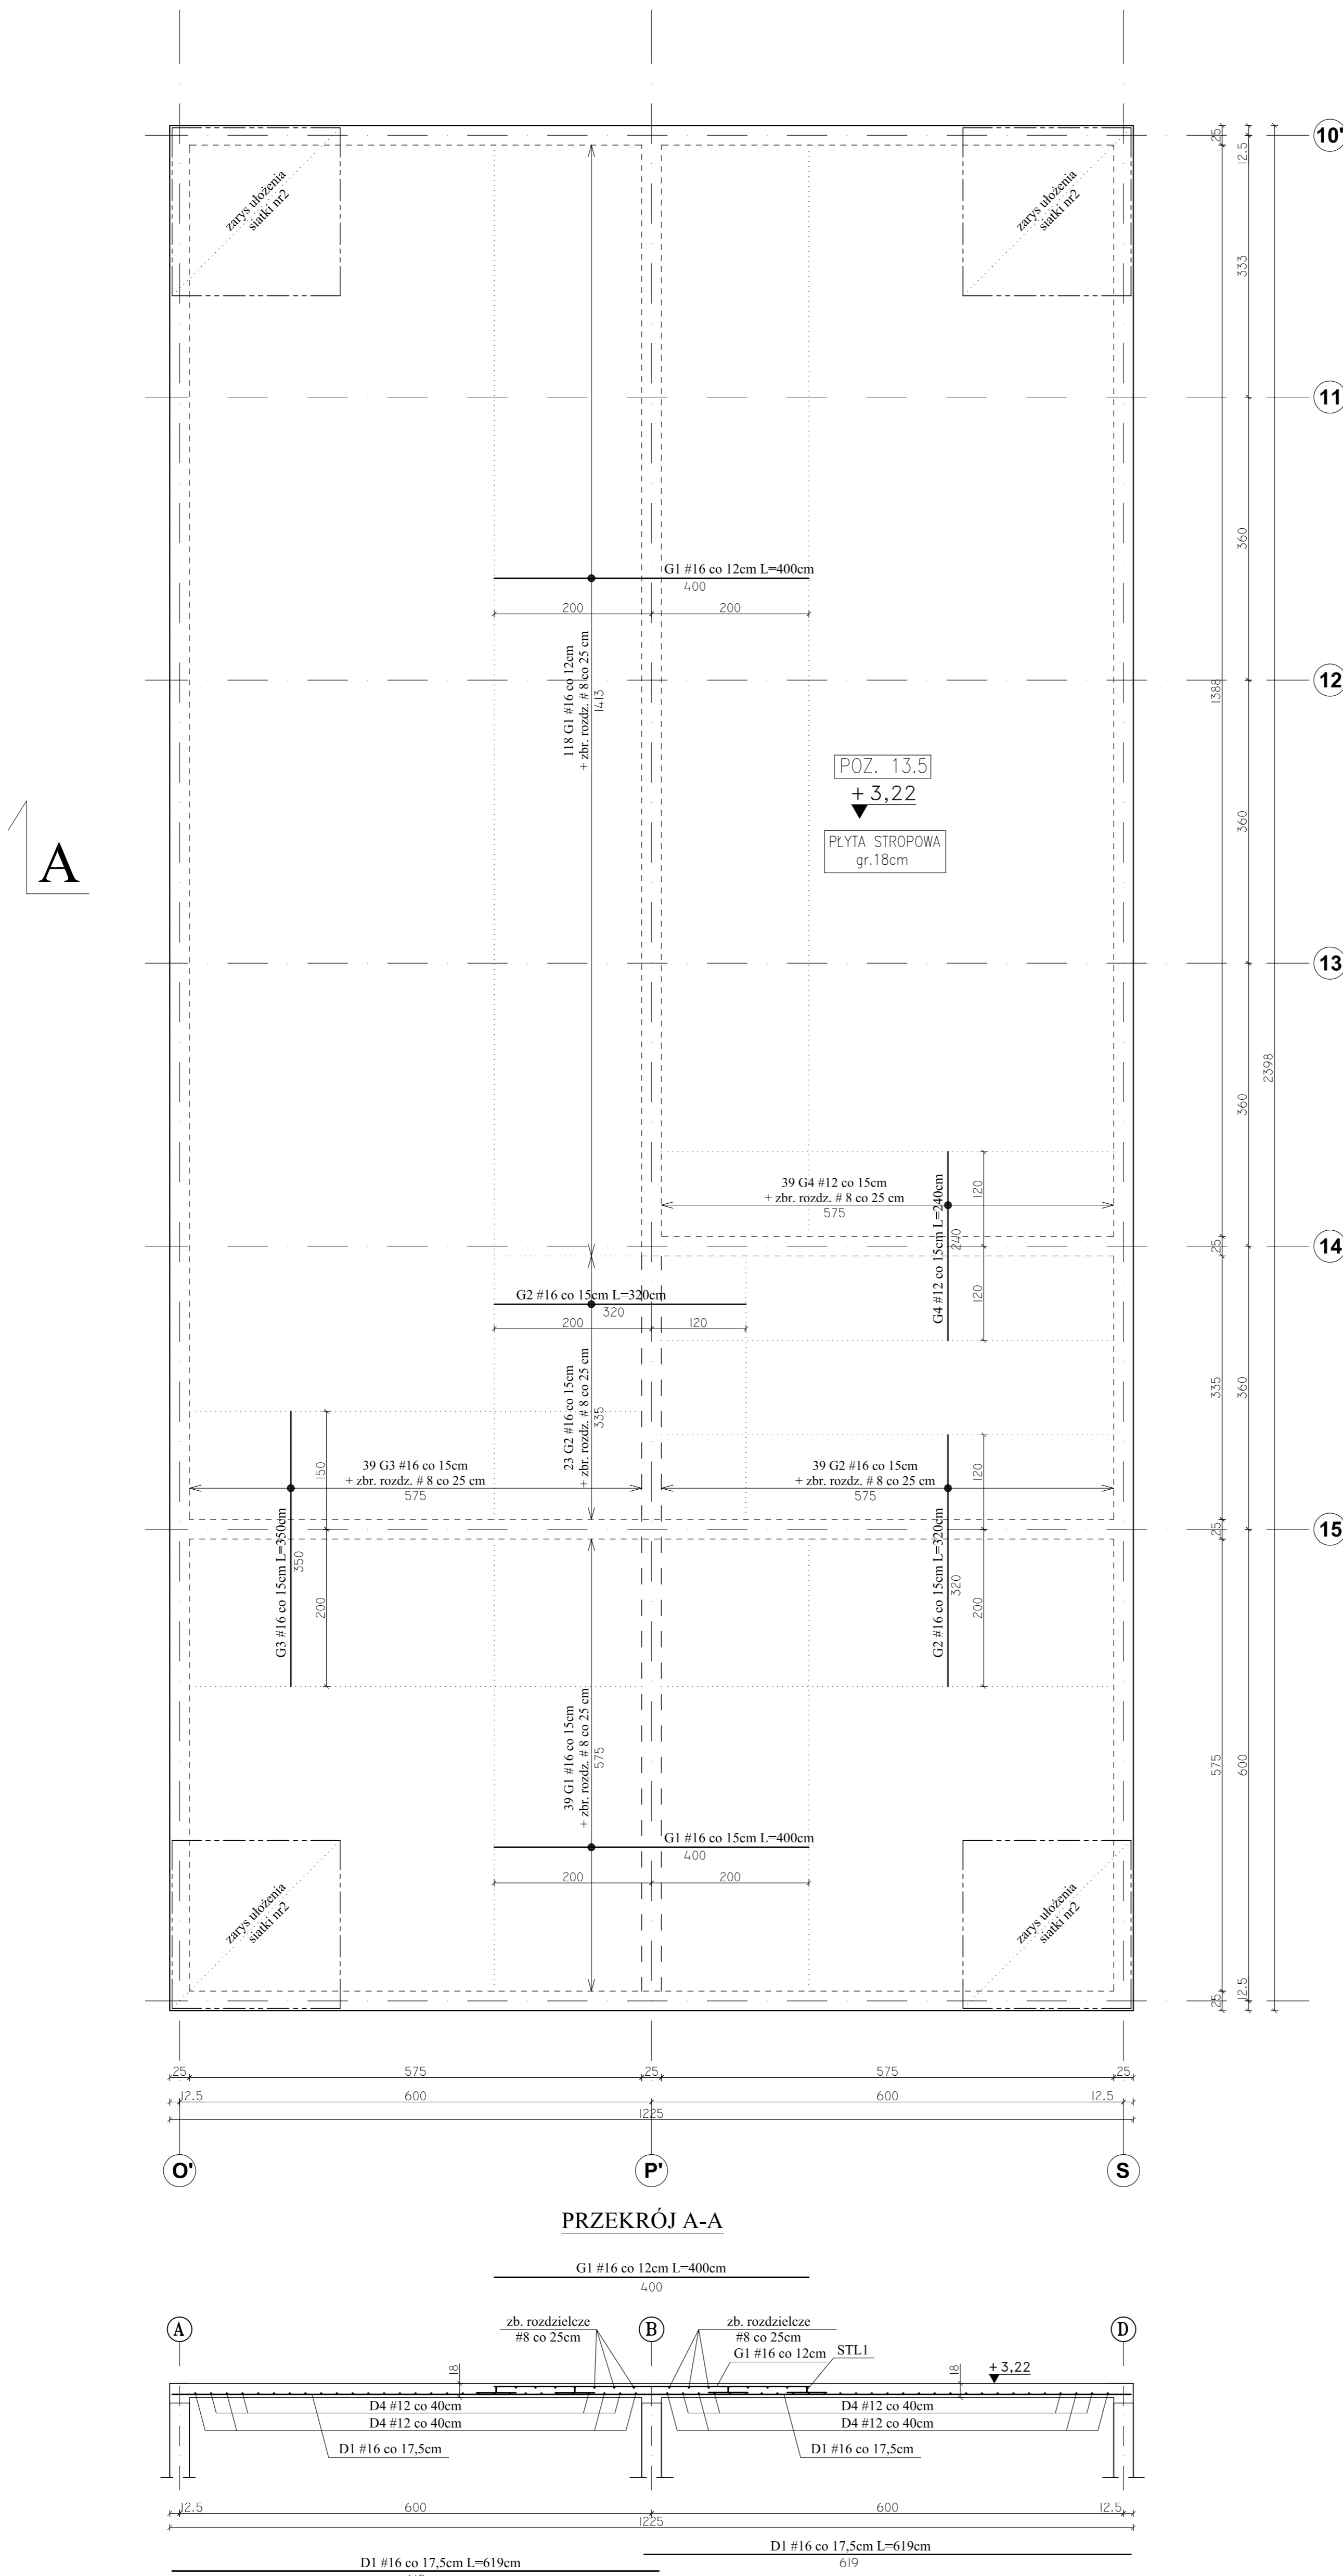 10'
25
12.5
zarys ułożenia
siatki nr2
zarys ułożenia
siatki nr2
333
11
360
G1 #16 co 12cm L=400cm
400
200
200
118 G1 #16 co 12cm
+ zbr. rozdz. # 8 co 25 cm
1413
12
1388
POZ. 13.5
+ 3,22
PŁYTA STROPOWA
gr.18cm
360
A
13
2398
360
39 G4 #12 co 15cm
+ zbr. rozdz. # 8 co 25 cm
575
G4 #12 co 15cm L=240cm
240
120
120
14
25
G2 #16 co 15cm L=320cm
320
200
120
23 G2 #16 co 15cm
+ zbr. rozdz. # 8 co 25 cm
335
335
360
39 G3 #16 co 15cm
+ zbr. rozdz. # 8 co 25 cm
575
150
39 G2 #16 co 15cm
+ zbr. rozdz. # 8 co 25 cm
575
120
15
25
G3 #16 co 15cm L=350cm
350
200
G2 #16 co 15cm L=320cm
320
200
39 G1 #16 co 15cm
+ zbr. rozdz. # 8 co 25 cm
575
575
600
G1 #16 co 15cm L=400cm
400
200
200
zarys ułożenia
siatki nr2
zarys ułożenia
siatki nr2
25
12.5
25
575
25
575
25
12.5
600
600
12.5
1225
O'
P'
S
PRZEKRÓJ A-A
G1 #16 co 12cm L=400cm
400
A
B
D
zb. rozdzielcze
#8 co 25cm
zb. rozdzielcze
#8 co 25cm
G1 #16 co 12cm
STL1
18
18
+ 3,22
D4 #12 co 40cm
D4 #12 co 40cm
D4 #12 co 40cm
D4 #12 co 40cm
D1 #16 co 17,5cm
D1 #16 co 17,5cm
12.5
600
600
12.5
1225
D1 #16 co 17,5cm L=619cm
619
D1 #16 co 17,5cm L=619cm